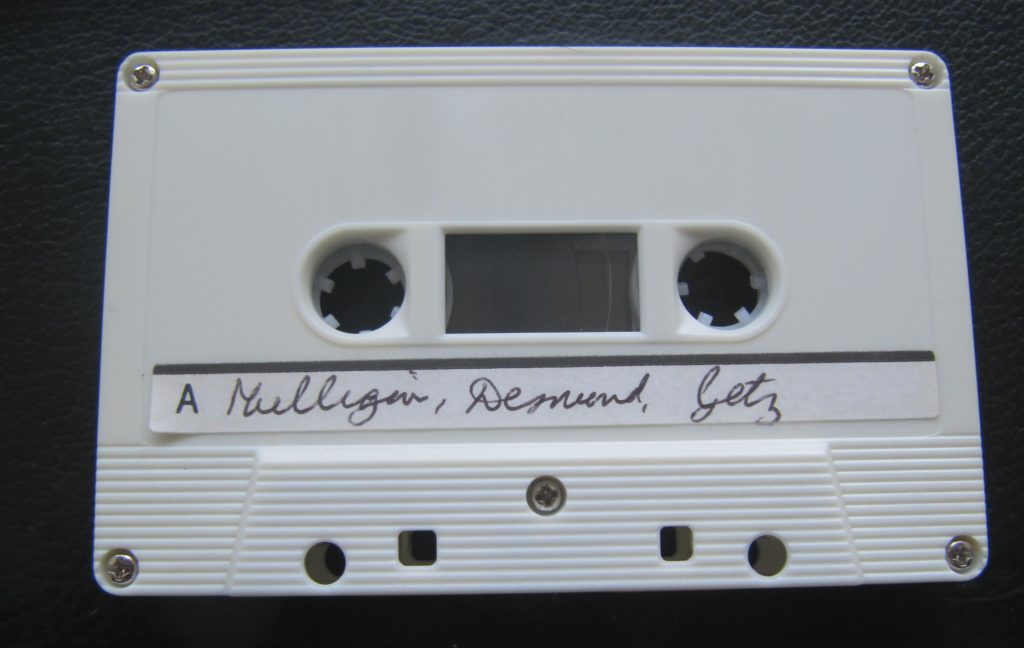 A Mulligan, Desmond, Getz